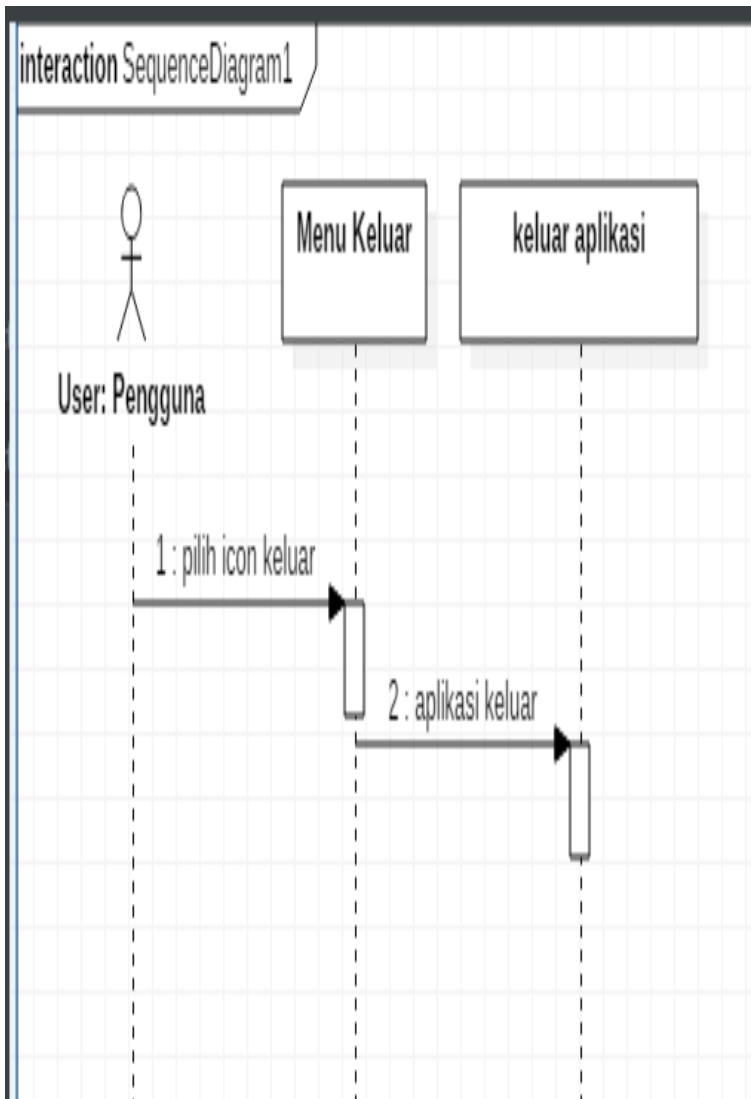 interaction SequenceDiagram1
Menu Keluar
keluar aplikasi
User: Pengguna
1 : pilih icon keluar
2 : aplikasi keluar